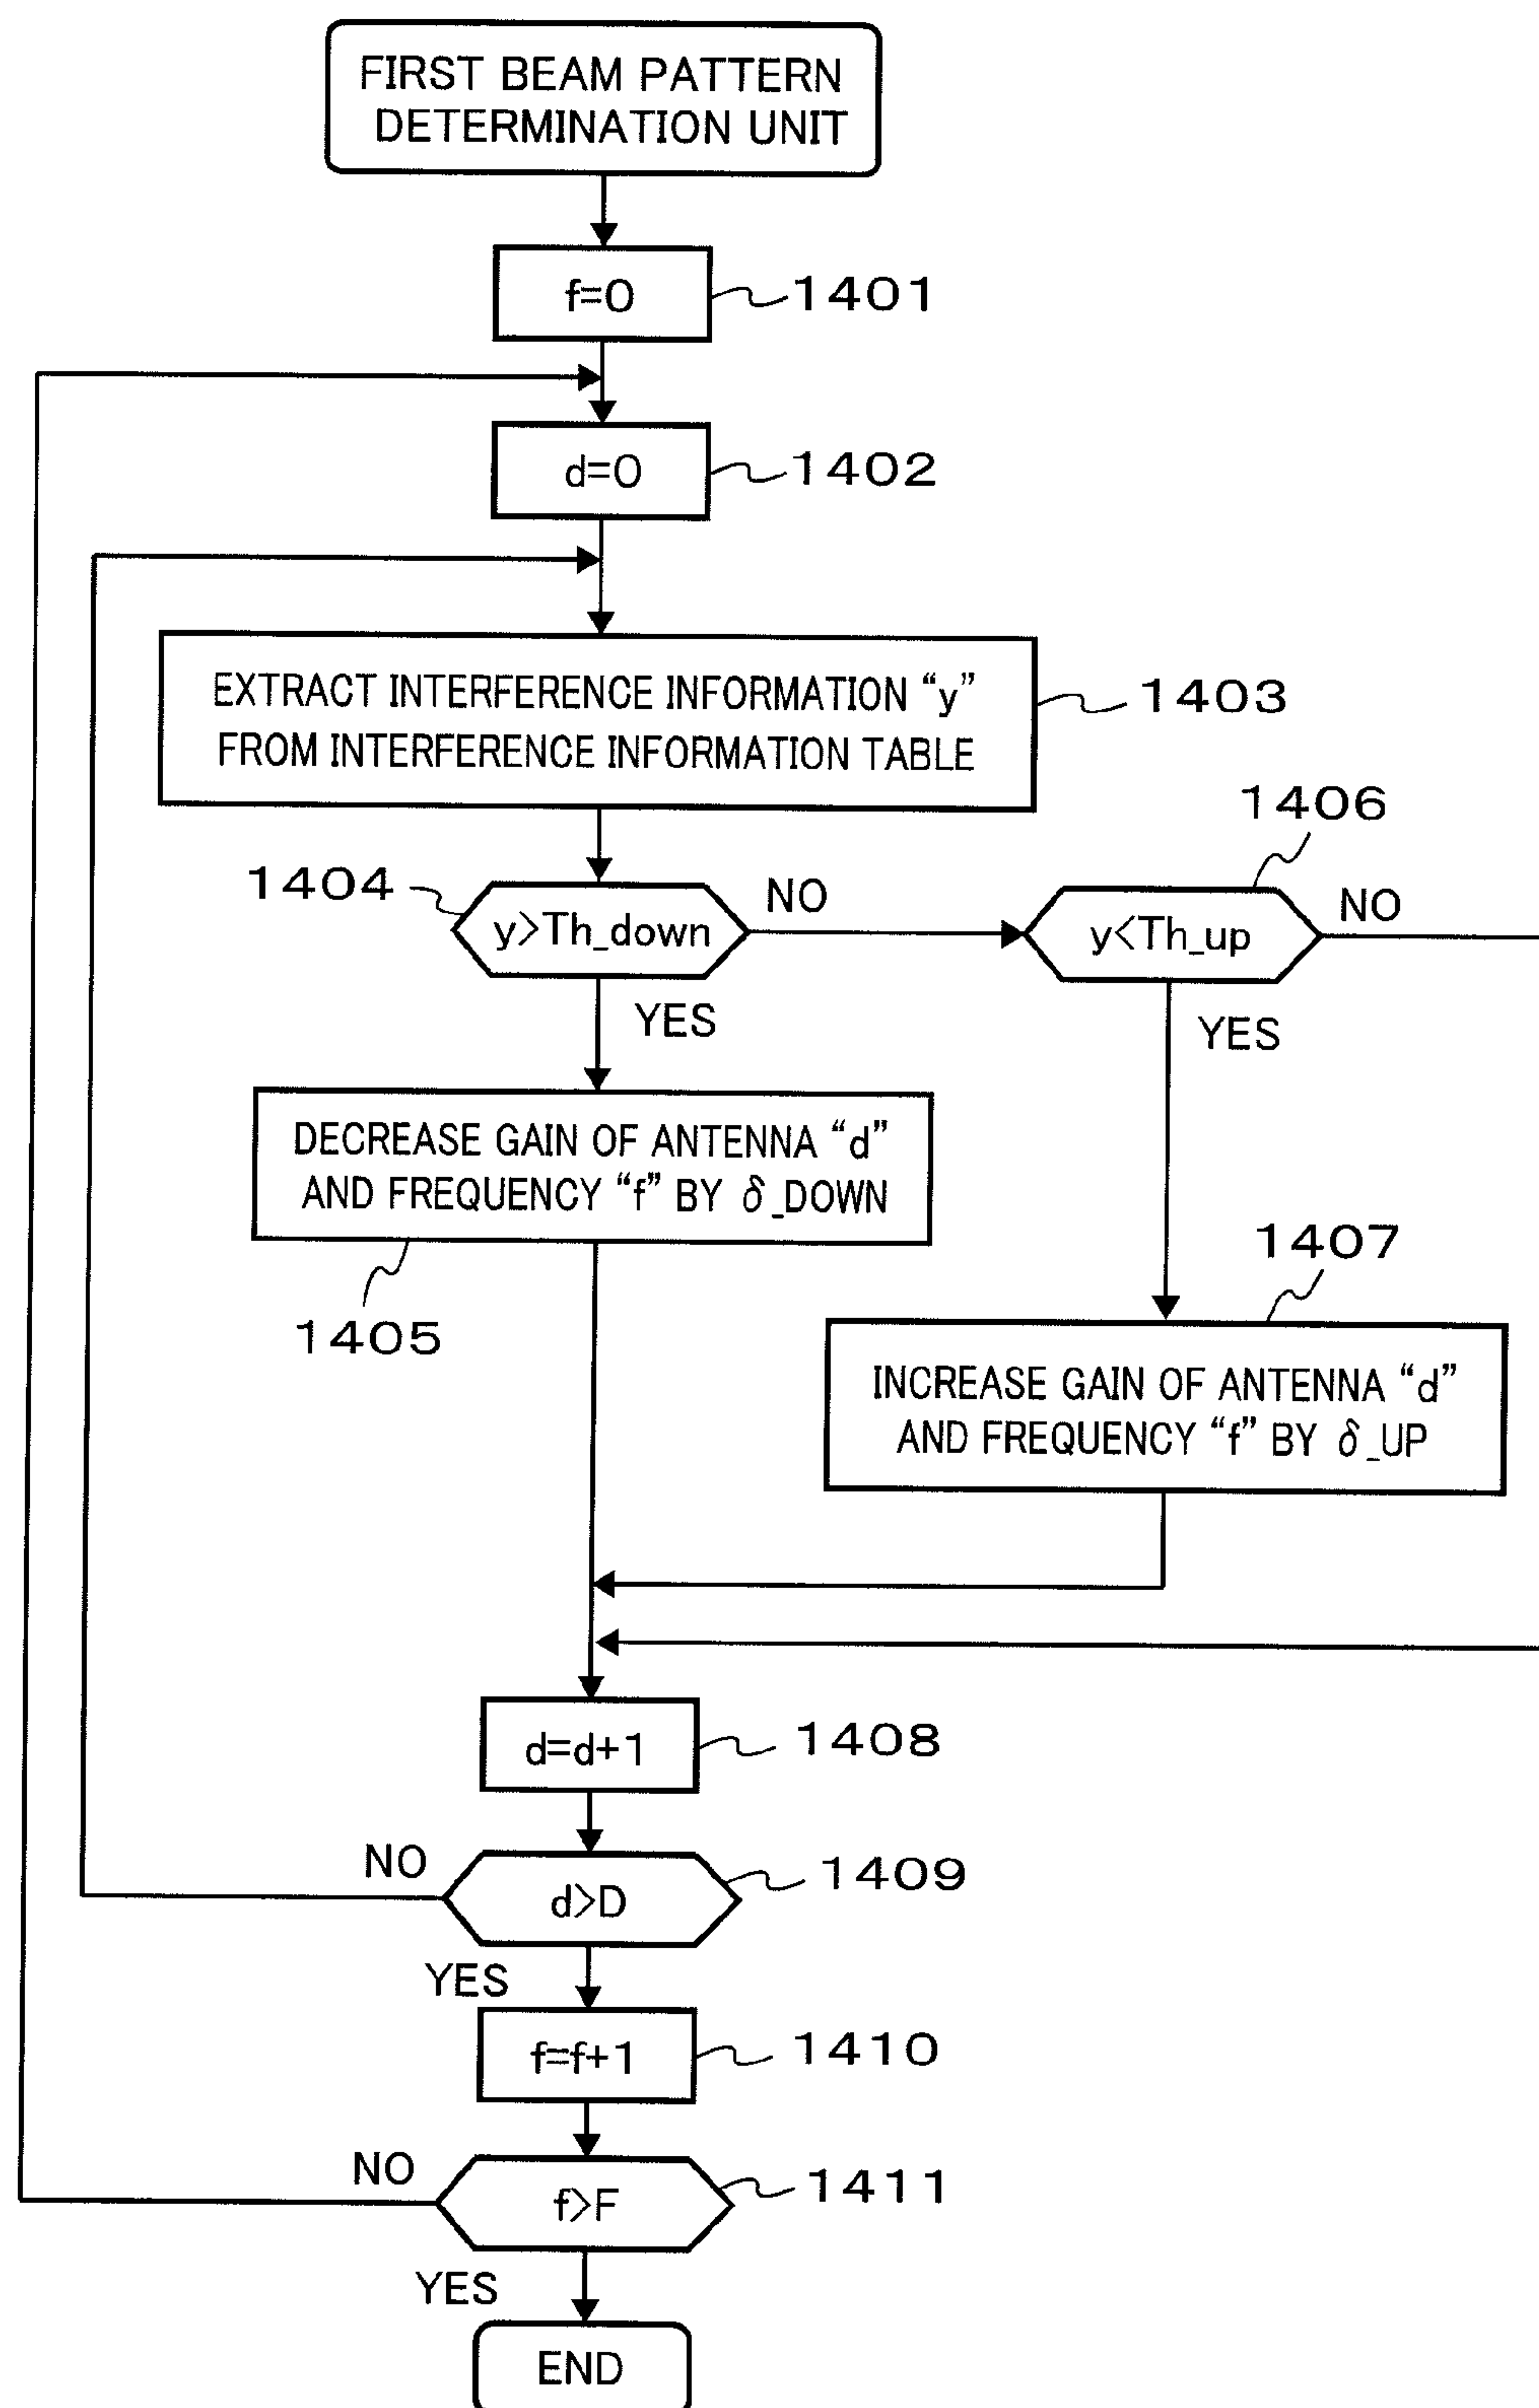 FIRST BEAM PATTERN
DETERMINATION UNIT
f=0
1401
d=0
1402
EXTRACT INTERFERENCE INFORMATION “y”
FROM INTERFERENCE INFORMATION TABLE
1403
1404
y>Th_down
NO
1406
y<Th_up
NO
YES
YES
DECREASE GAIN OF ANTENNA “d”
AND FREQUENCY “f” BY δ_DOWN
1405
1407
INCREASE GAIN OF ANTENNA “d”
AND FREQUENCY “f” BY δ_UP
d=d+1
1408
NO
d>D
1409
YES
f=f+1
1410
NO
f>F
1411
YES
END